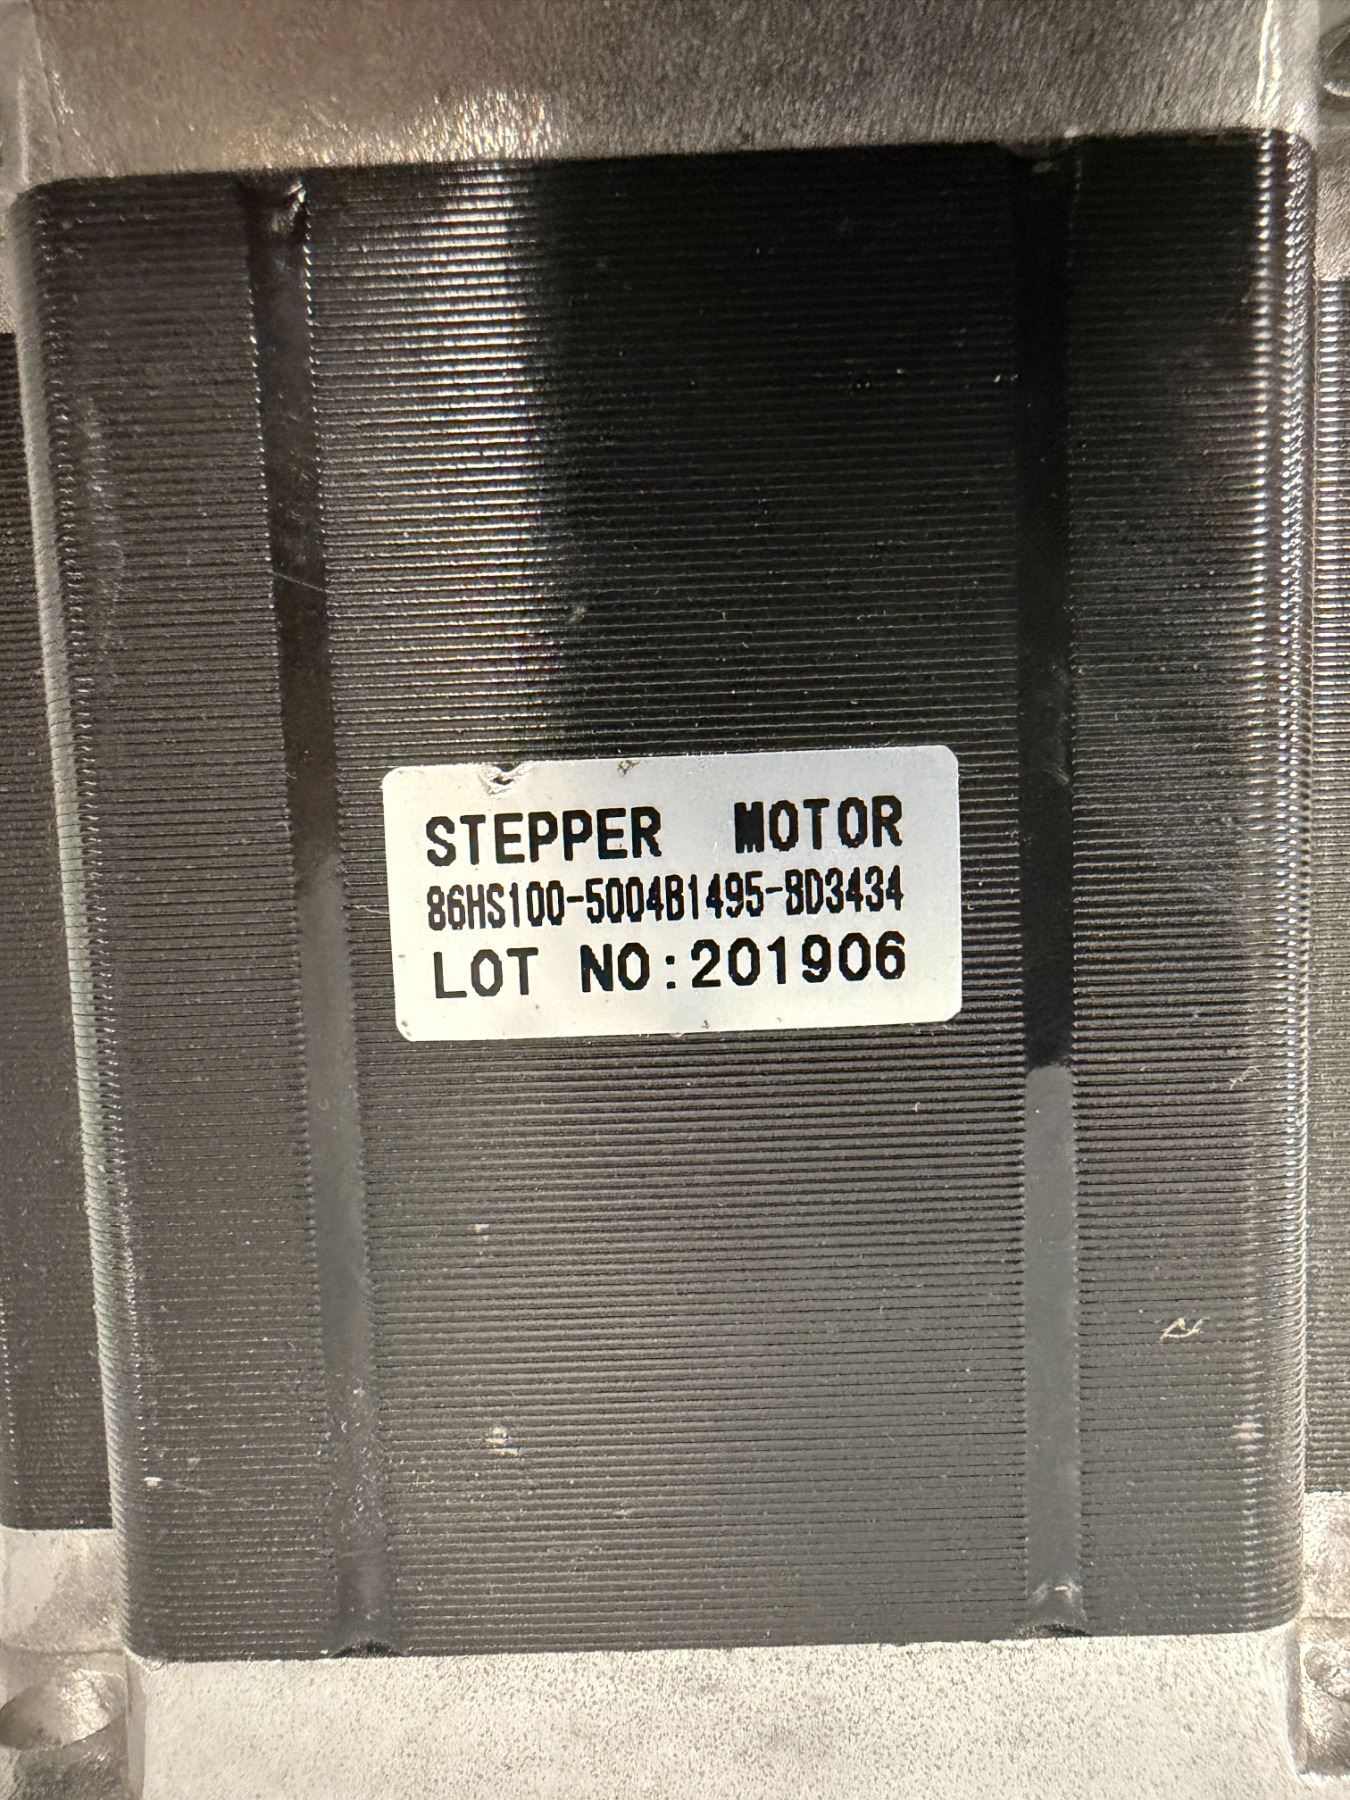 STEPPER MOTOR
86HS100-5004B1495-BD3434
LOT NO:201906